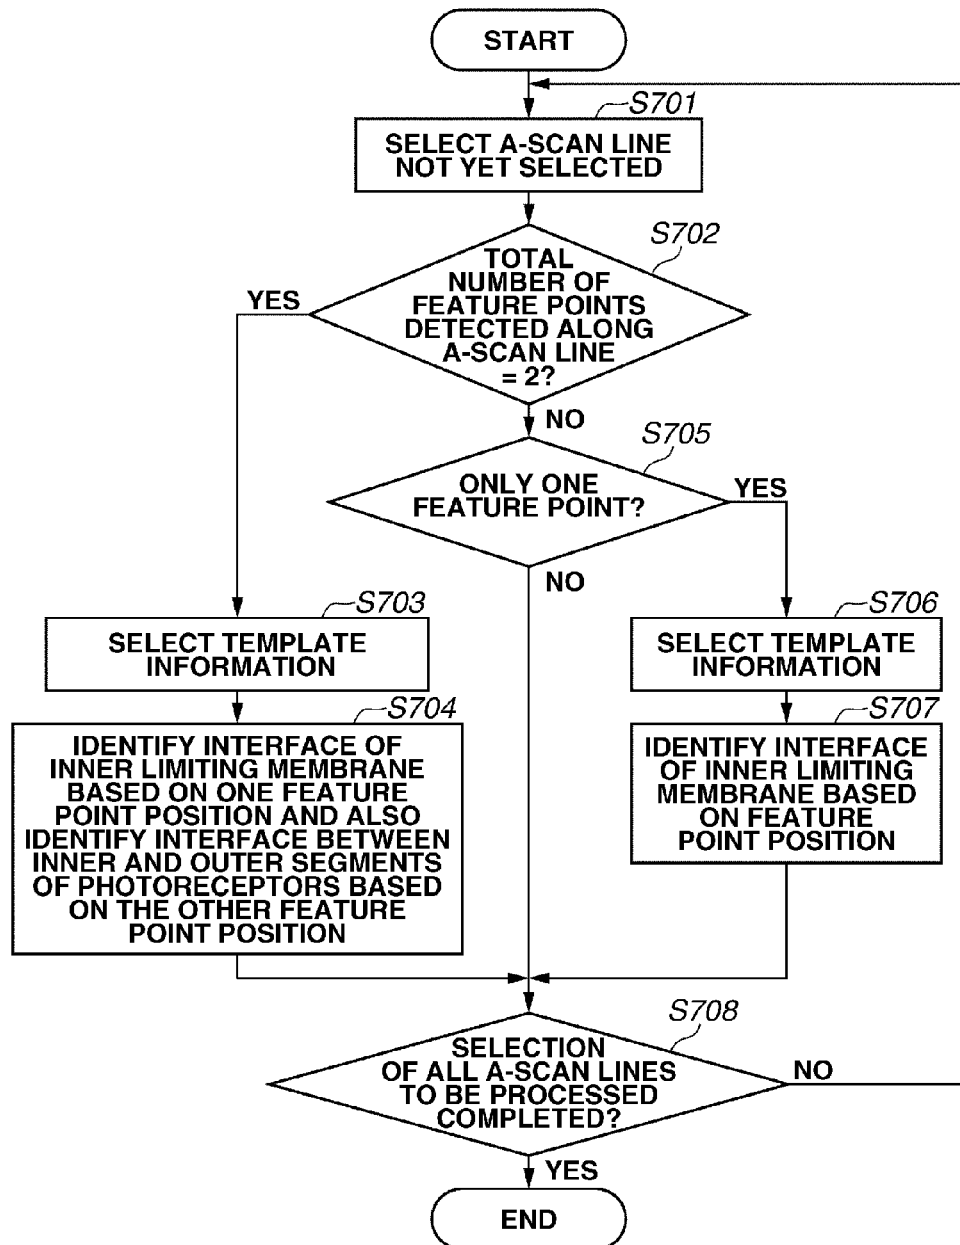 START
S701
SELECT A-SCAN LINE
NOT YET SELECTED
S702
TOTAL
NUMBER OF
FEATURE POINTS
DETECTED ALONG
A-SCAN LINE
= 2?
YES
NO
S705
ONLY ONE
FEATURE POINT?
YES
NO
S703
SELECT TEMPLATE
INFORMATION
S704
IDENTIFY INTERFACE OF
INNER LIMITING MEMBRANE
BASED ON ONE FEATURE
POINT POSITION AND ALSO
IDENTIFY INTERFACE BETWEEN
INNER AND OUTER SEGMENTS
OF PHOTORECEPTORS BASED
ON THE OTHER FEATURE
POINT POSITION
S706
SELECT TEMPLATE
INFORMATION
S707
IDENTIFY INTERFACE
OF INNER LIMITING
MEMBRANE BASED
ON FEATURE
POINT POSITION
S708
SELECTION
OF ALL A-SCAN LINES
TO BE PROCESSED
COMPLETED?
NO
YES
END